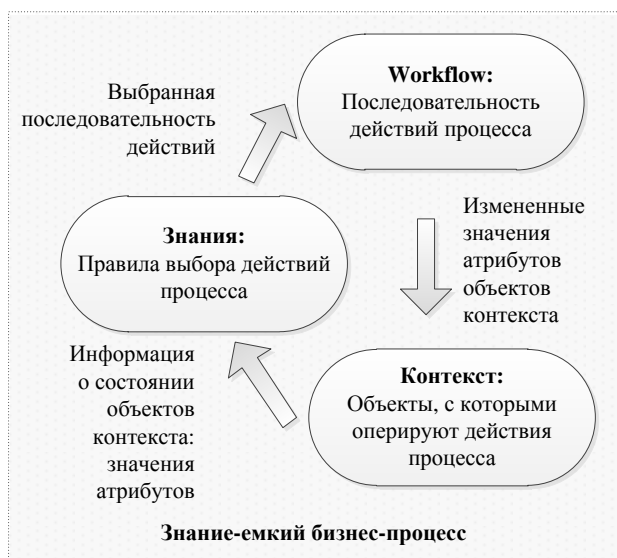 Workflow:
Последовательность
действий процесса
Выбранная
последовательность
действий
Знания:
Правила выбора действий
процесса
Измененные
значения
атрибутов
объектов
контекста
Информация
о состоянии
объектов
контекста:
значения
атрибутов
Контекст:
Объекты, с которыми
оперируют действия
процесса
Знание-емкий бизнес-процесс